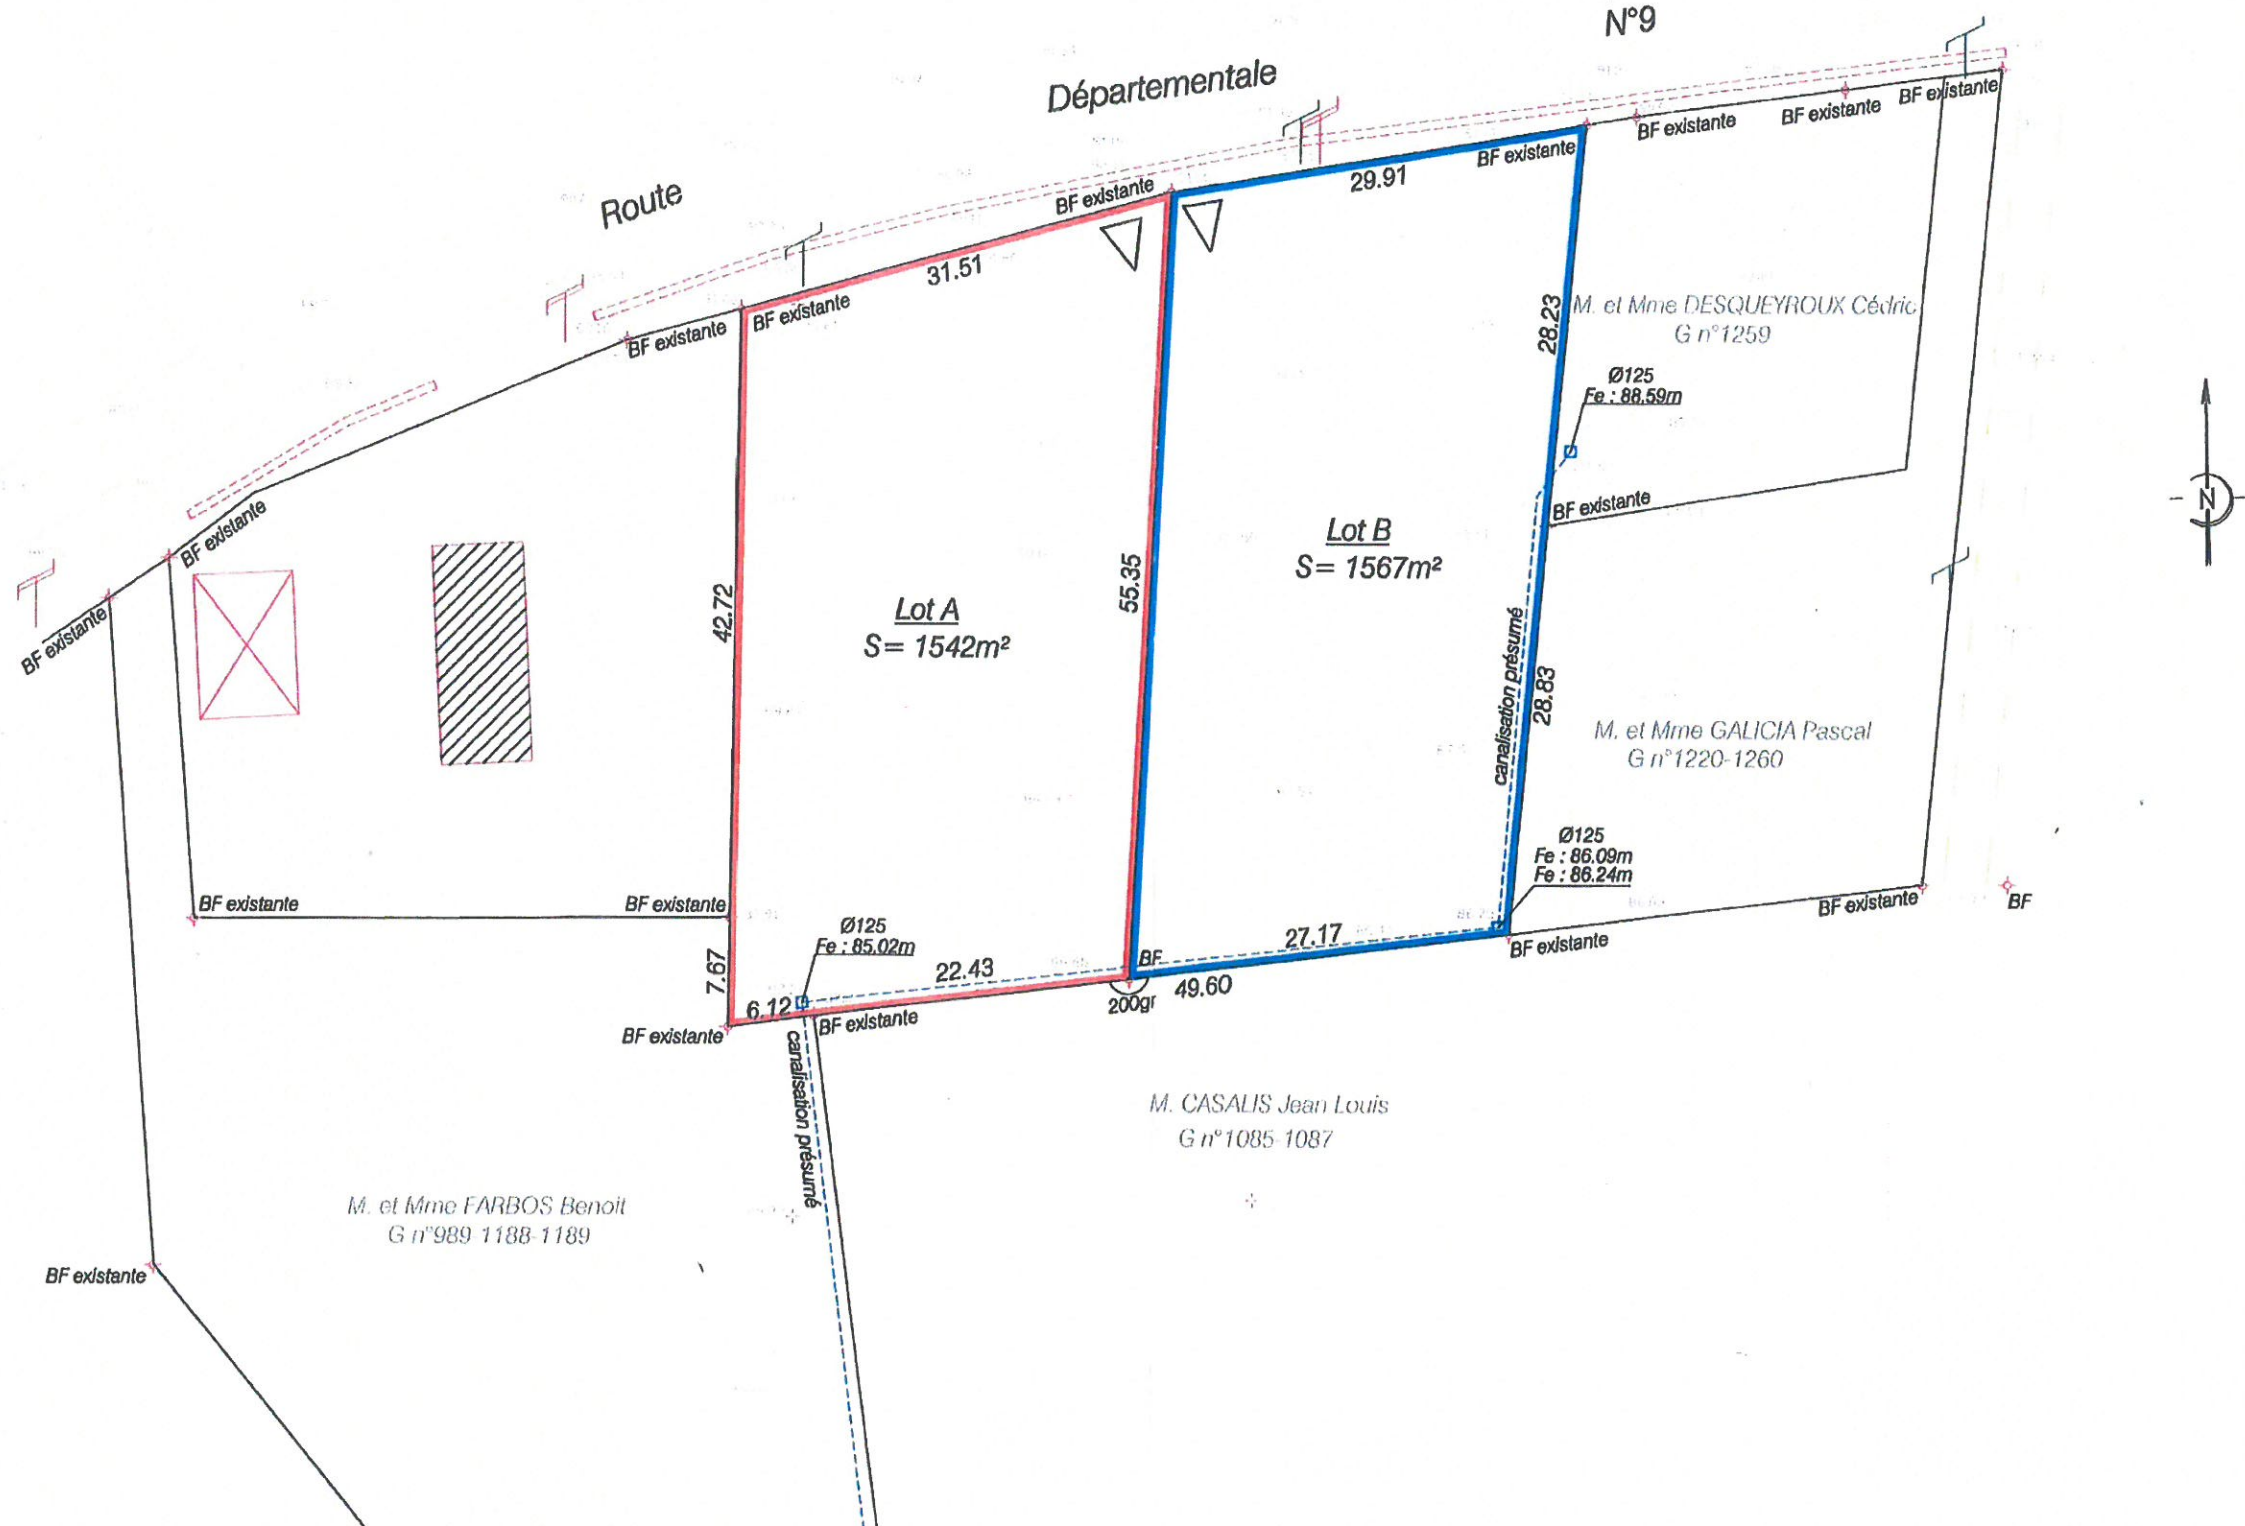 N°9
Départementale
Route
BF existante
BF existante
BF existante
BF existante
BF existante
29.91
BF existante
31.51
BF existante
BF existante
28.23
M. et Mme DESQUEYROUX Cédric
G n°1259
Ø125
Fe : 88.59m
BF existante
BF existante
BF existante
Lot B
S= 1567m²
42.72
55.35
Lot A
S= 1542m²
canalisation présumé
28.83
M. et Mme GALICIA Pascal
G n°1220-1260
Ø125
Fe : 86.09m
Fe : 86.24m
BF existante
BF existante
BF existante
BF
Ø125
Fe : 85.02m
27.17
BF existante
7.67
22.43
BF
49.60
200gr
6.12
BF existante
BF existante
canalisation présumé
M. CASALIS Jean Louis
G n°1085-1087
M. et Mme FARBOS Benoit
G n°989-1188-1189
BF existante
N